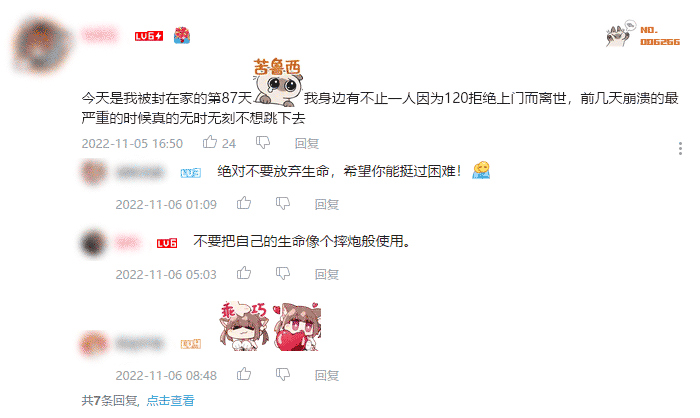 LV6
NO.
006266
苦鲁西
今天是我被封在家的第87天 我身边有不止一人因为120拒绝上门而离世，前几天崩溃的最
严重的时候真的无时无刻不想跳下去
2022-11-05 16:50 24 回复
LV3 绝对不要放弃生命，希望你能挺过困难！
2022-11-06 01:09 回复
LV6 不要把自己的生命像个摔炮般使用。
2022-11-06 05:03 回复
乖巧
LV4
2022-11-06 08:48 回复
共7条回复, 点击查看